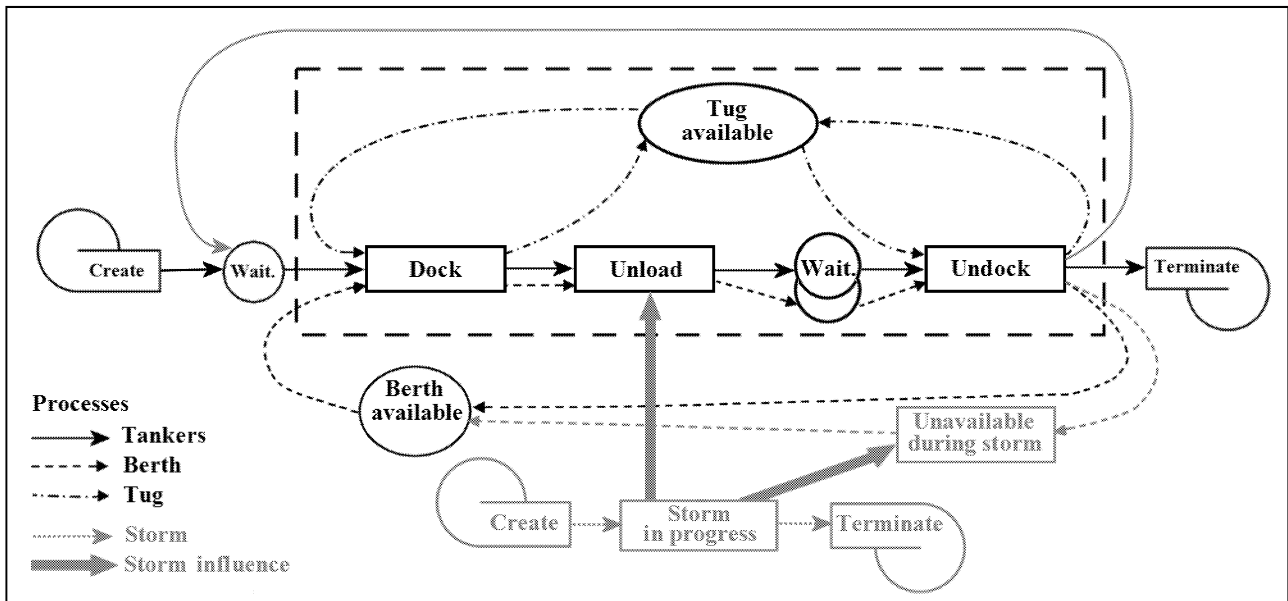 Tug
available
Create
Wait.
Dock
Unload
Wait.
Undock
Terminate
Berth
available
Processes
Tankers
Berth
Tug
Storm
Storm influence
Unavailable
during storm
Create
Storm
in progress
Terminate